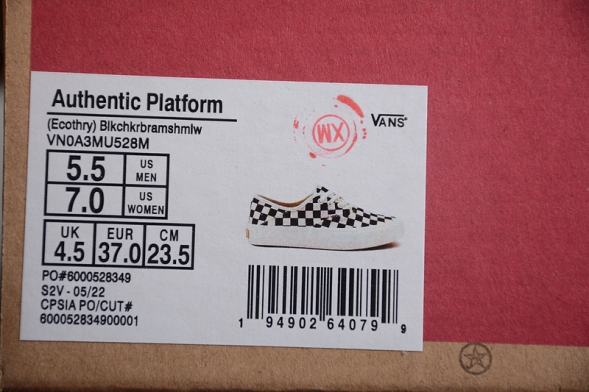 Authentic Platform
VANS
(Ecothry) Blkchkrbramshmlw
VN0A3MU528M
XM
5.5 US MEN
7.0 US WOMEN
UK EUR CM
4.5 37.0 23.5
PO#6000528349
S2V - 05/22
CPSIA PO/CUT#
600052834900001
1 94902 64079 9